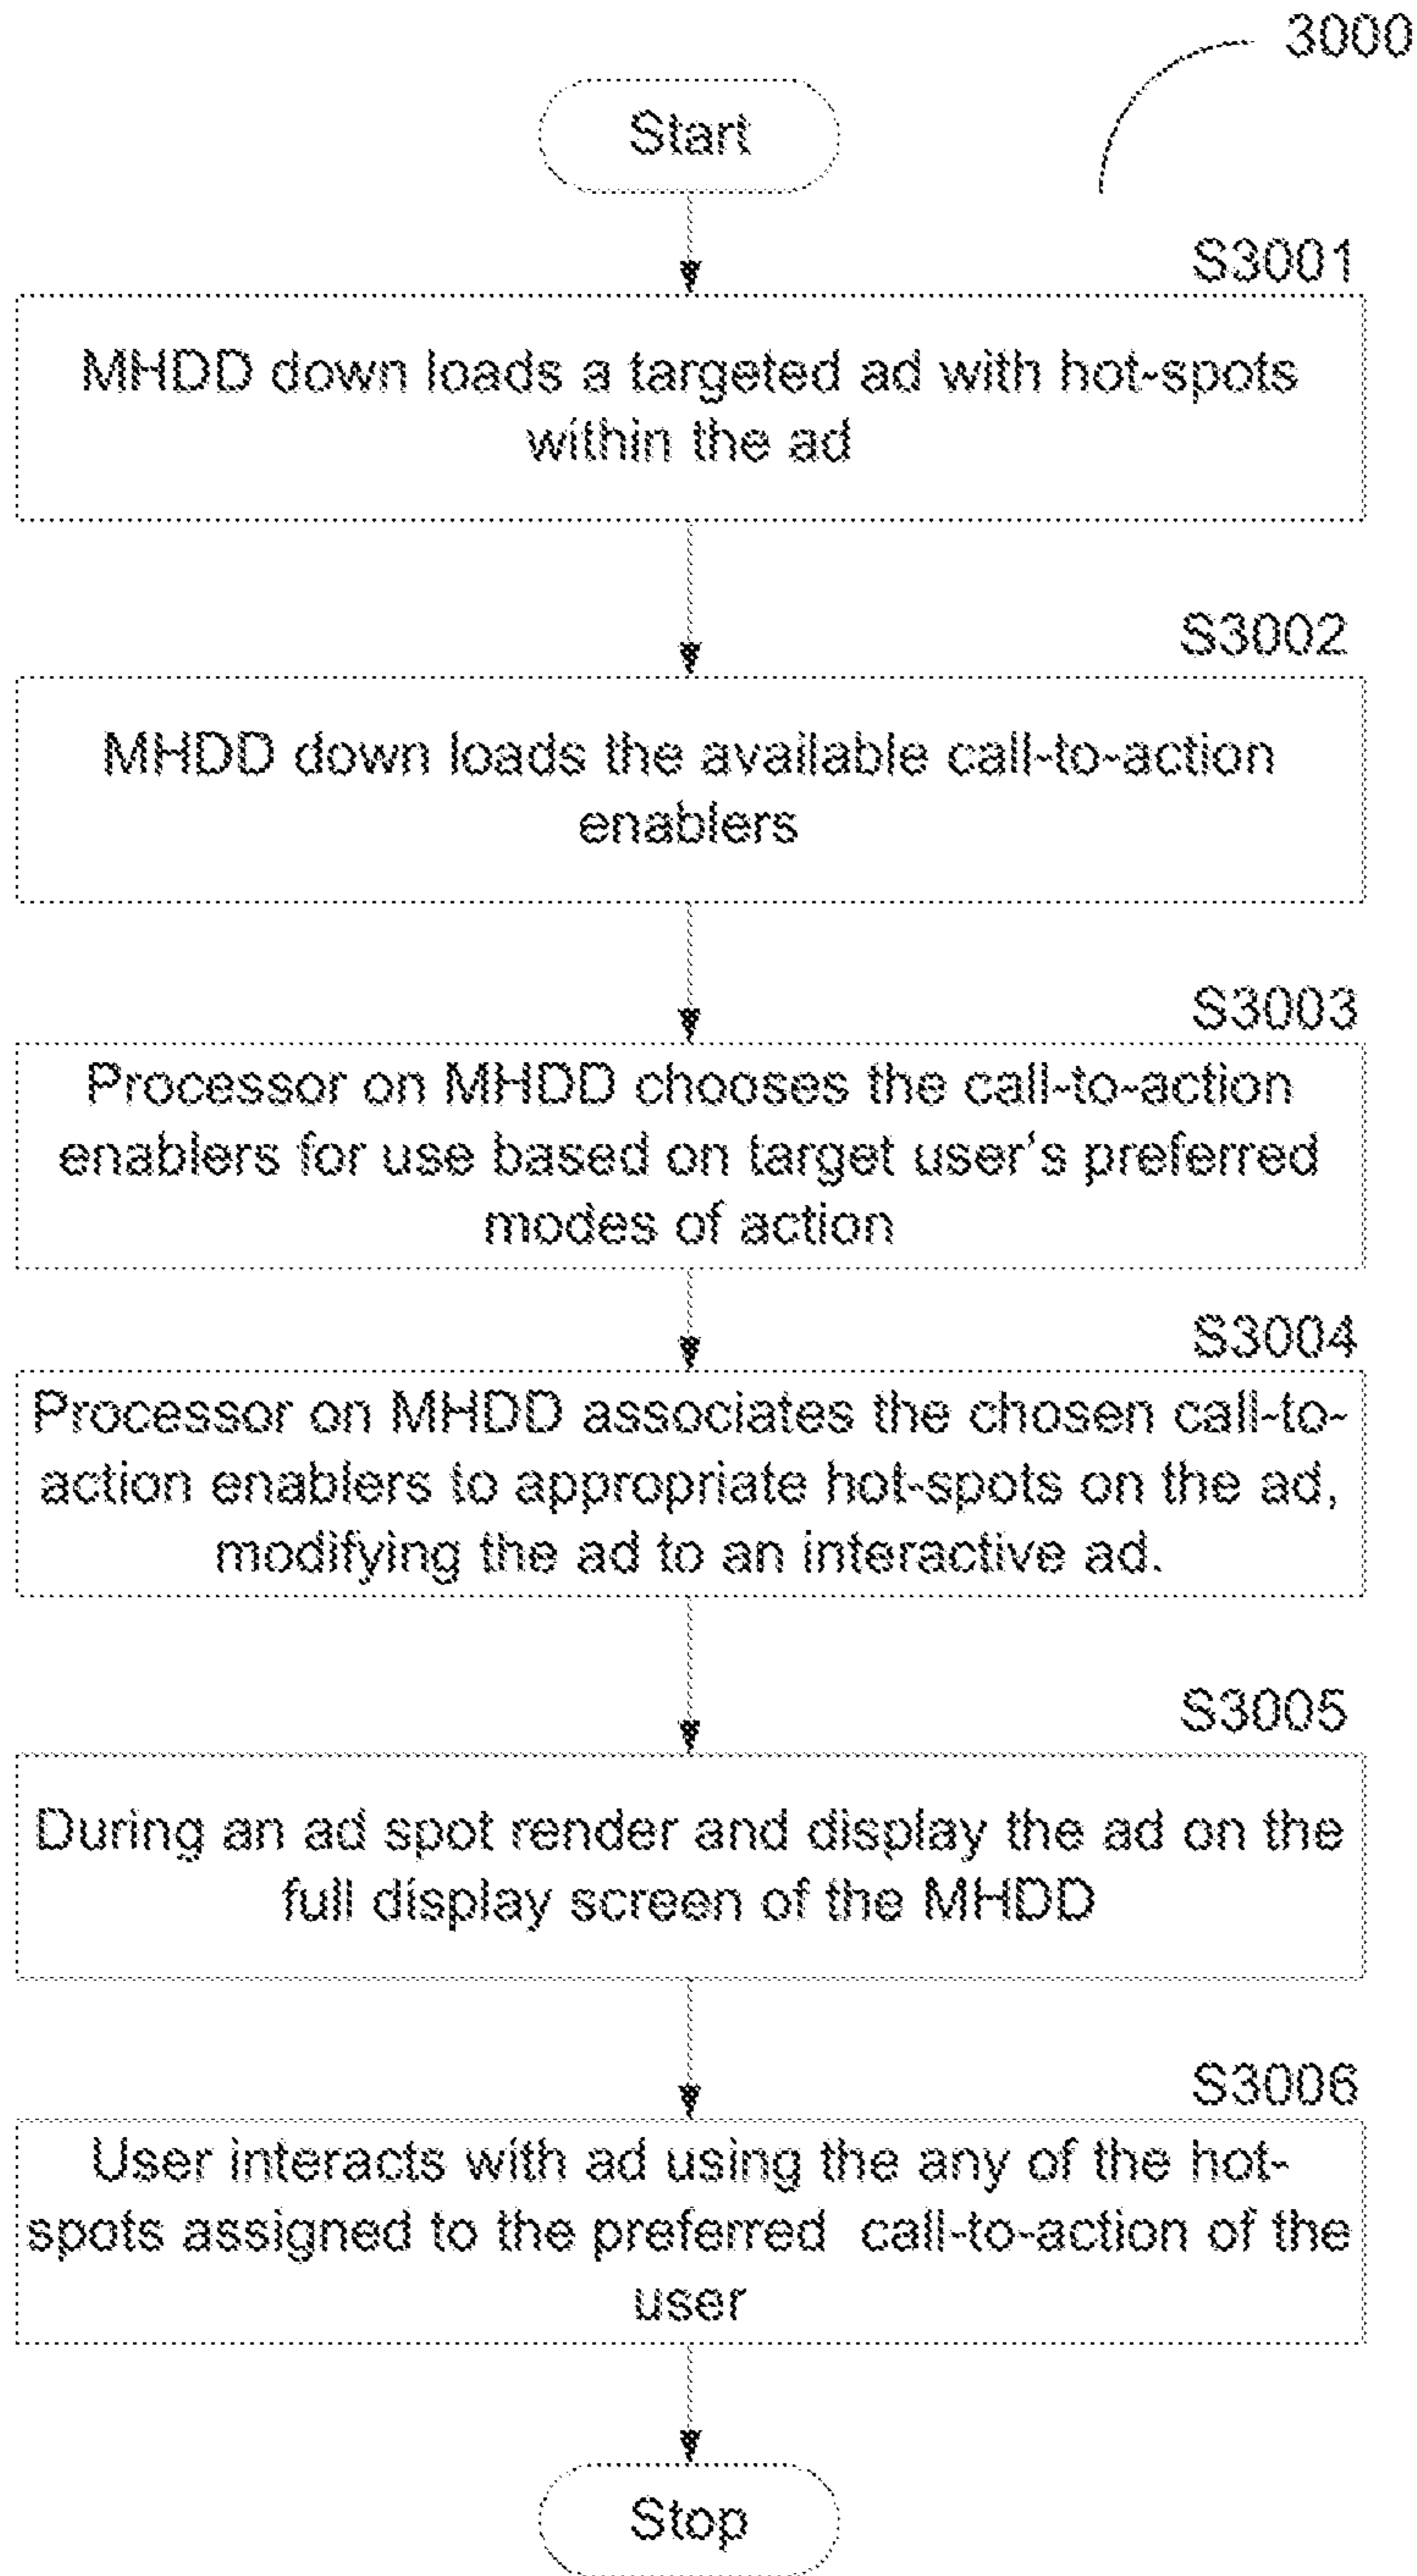 3000
Start
S3001
MHDD down loads a targeted ad with hot-spots
within the ad
S3002
MHDD down loads the available call-to-action
enablers
S3003
Processor on MHDD chooses the call-to-action
enablers for use based on target user's preferred
modes of action
S3004
Processor on MHDD associates the chosen call-to-
action enablers to appropriate hot-spots on the ad,
modifying the ad to an interactive ad.
S3005
During an ad spot render and display the ad on the
full display screen of the MHDD
S3006
User interacts with ad using the any of the hot-
spots assigned to the preferred call-to-action of the
user
Stop